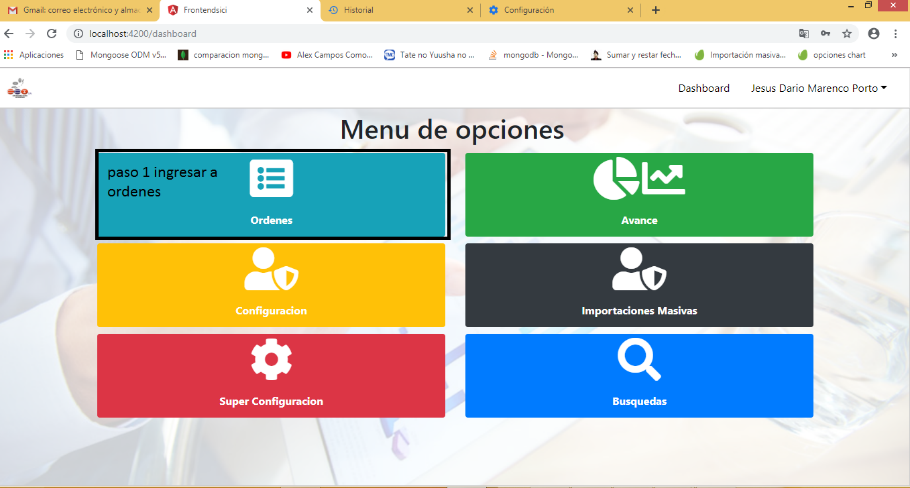 Gmail: correo electrónico y alma
Frontendsici
Historial
Configuración
localhost:4200/dashboard
Aplicaciones
Mongoose ODM v5...
comparacion mong...
Alex Campos Como...
Tate no Yuusha no ...
mongodb - Mongo...
Sumar y restar fech...
Importación masiva...
opciones chart
Dashboard
Jesus Dario Marenco Porto
Menu de opciones
paso 1 ingresar a
ordenes
Ordenes
Avance
Configuracion
Importaciones Masivas
Super Configuracion
Busquedas